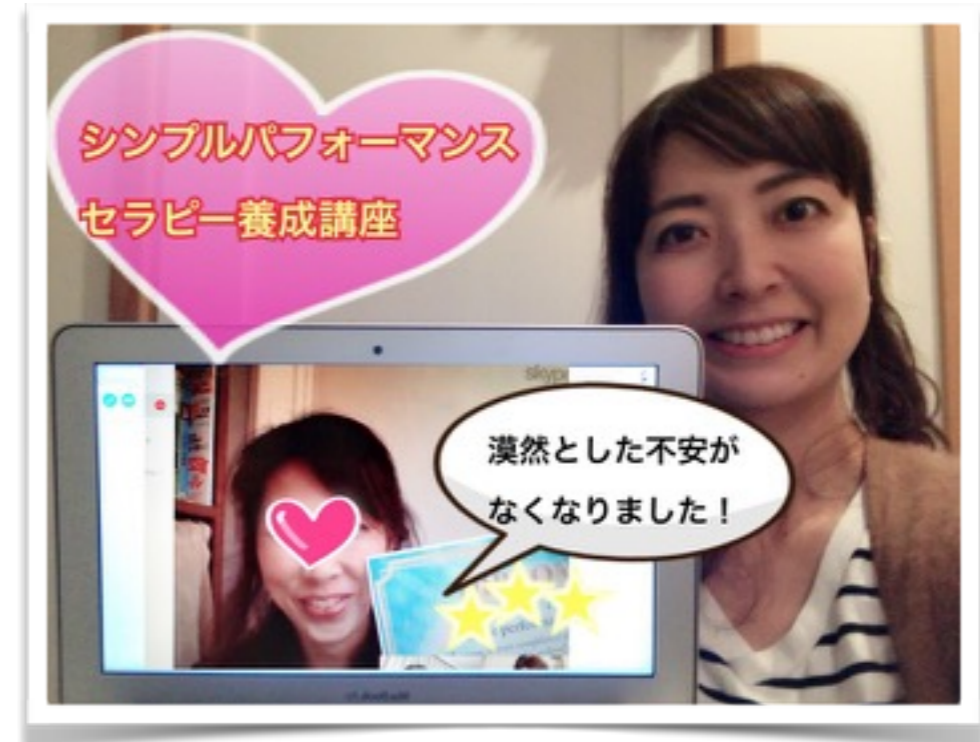 シンプルパフォーマンス
セラピー養成講座
skype
漠然とした不安が
なくなりました！